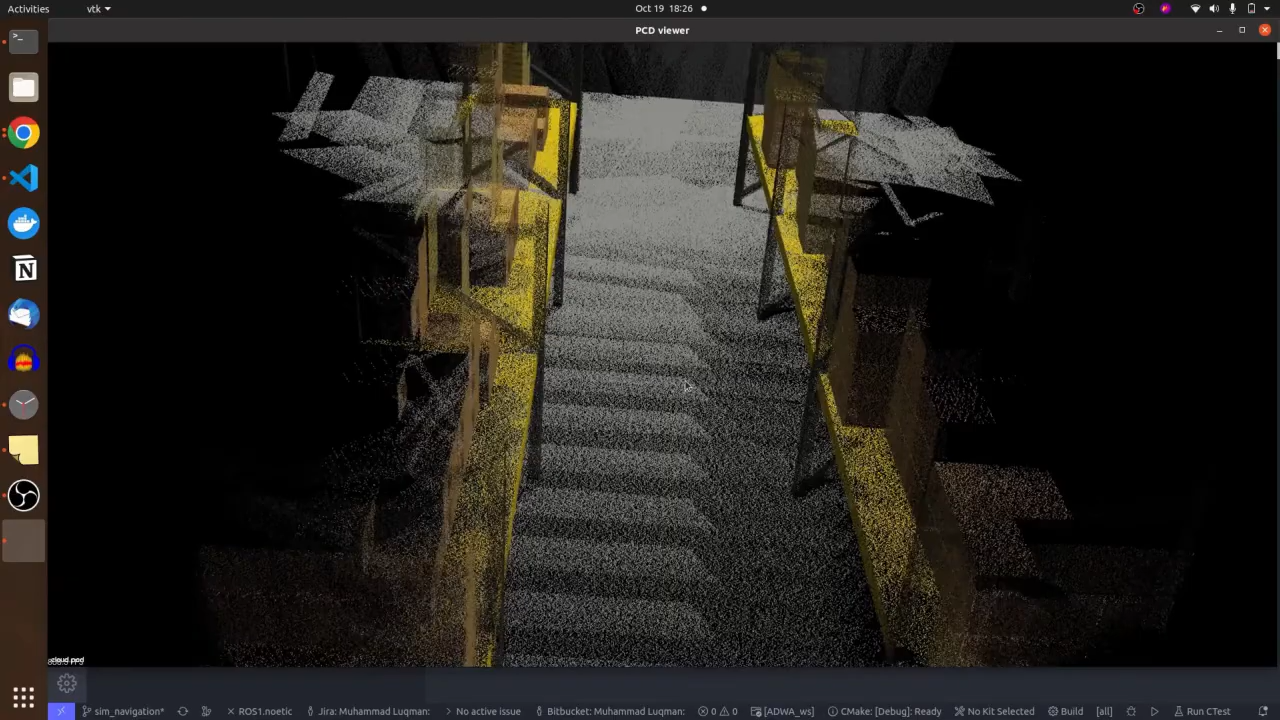 Activities
vtk
Oct 19 18:26
PCD viewer
sim_navigation*
ROS1.noetic
Jira: Muhammad Luqman:
No active issue
Bitbucket: Muhammad Luqman:
0
0
[ADWA_ws]
CMake: [Debug]: Ready
No Kit Selected
Build
[all]
Run CTest